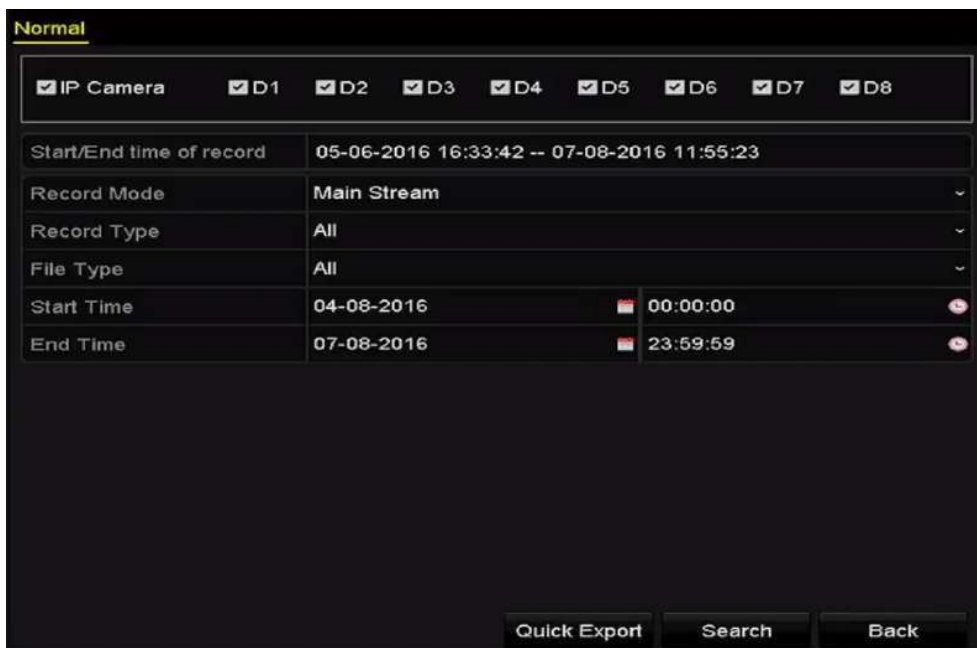 Normal
IP Camera D1 D2 D3 D4 D5 D6 D7 D8
Start/End time of record 05-06-2016 16:33:42 -- 07-08-2016 11:55:23
Record Mode Main Stream
Record Type All
File Type All
Start Time 04-08-2016 00:00:00
End Time 07-08-2016 23:59:59
Quick Export Search Back